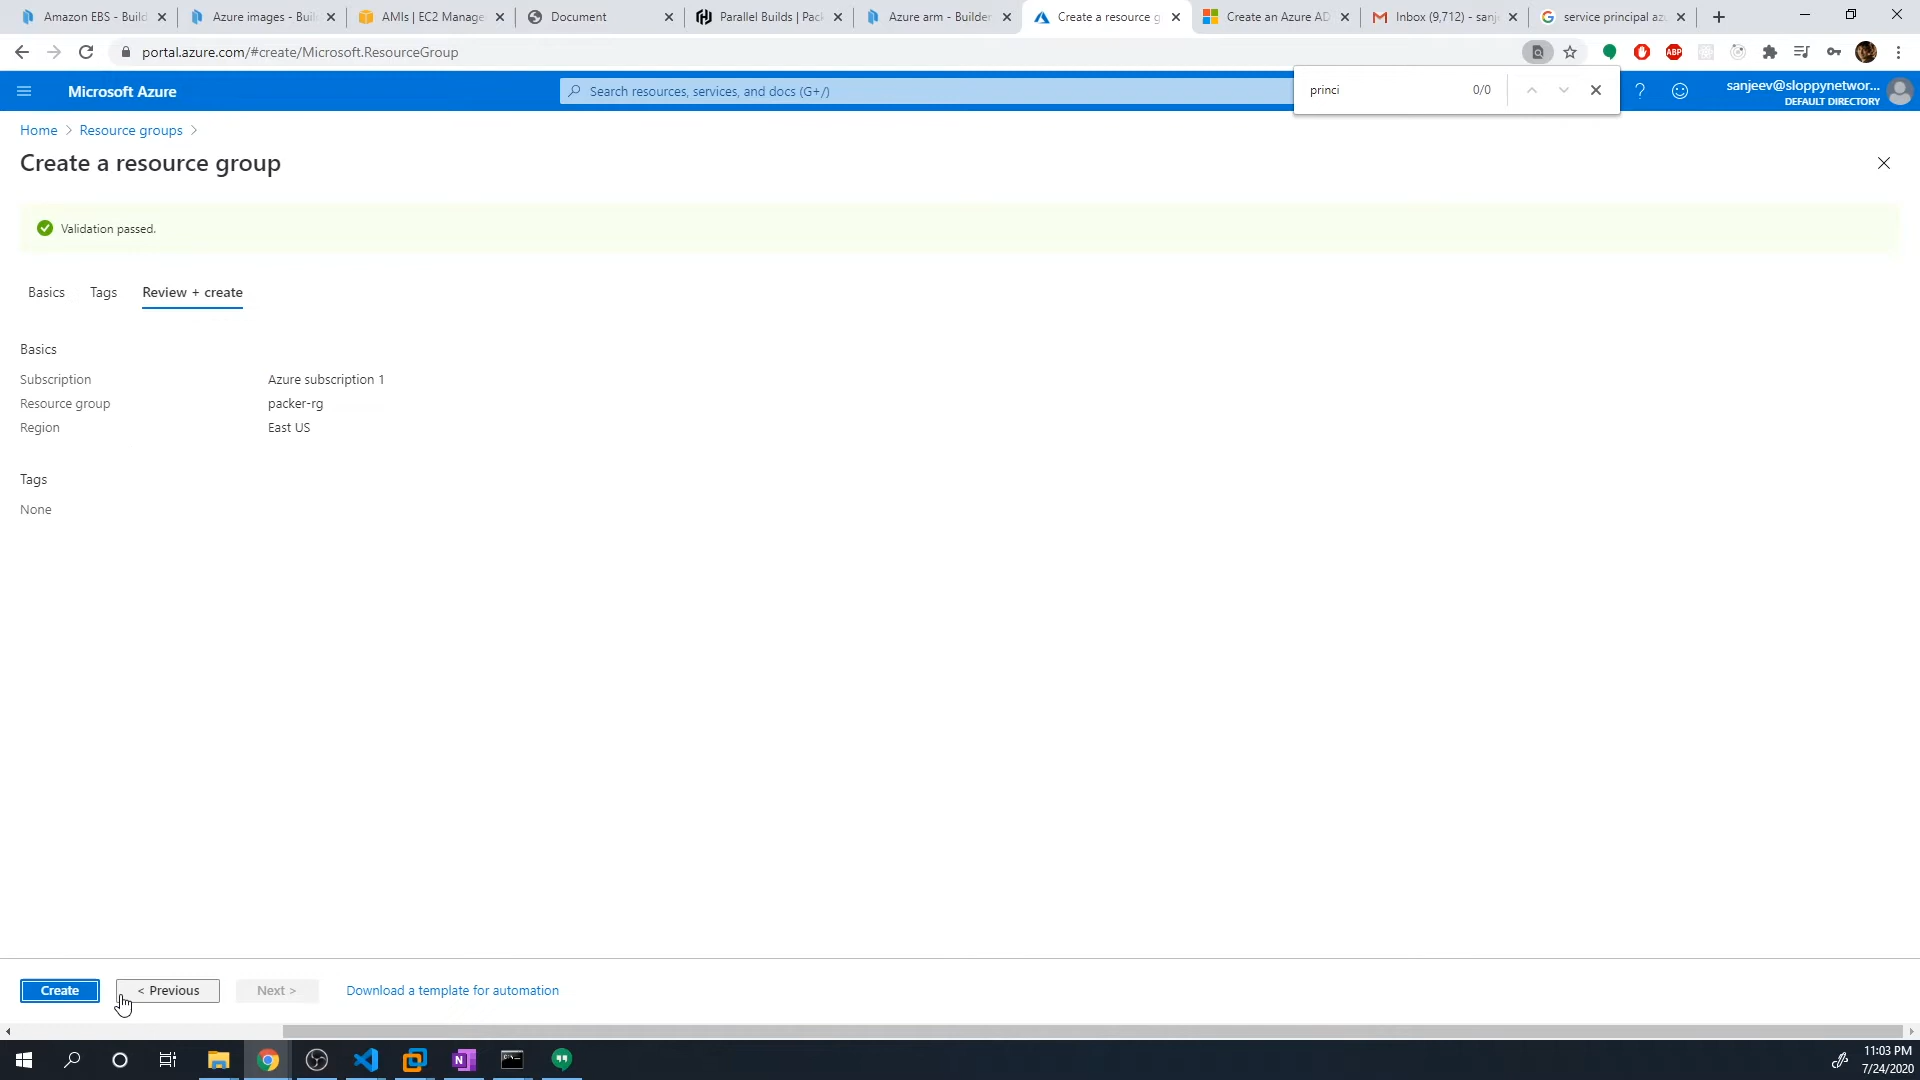 Amazon EBS - Build
Azure images - Buil
AMIs | EC2 Manage
Document
Parallel Builds | Pac
Azure arm - Builder
Create a resource g
Create an Azure AD
Inbox (9,712) - sanj
service principal az
portal.azure.com/#create/Microsoft.ResourceGroup
ABP
princi
0/0
Microsoft Azure
Search resources, services, and docs (G+/)
?
sanjeev@sloppynetwor...
DEFAULT DIRECTORY
Home > Resource groups >
Create a resource group
Validation passed.
Basics
Tags
Review + create
Basics
Subscription
Azure subscription 1
Resource group
packer-rg
Region
East US
Tags
None
Create
< Previous
Next >
Download a template for automation
11:03 PM
7/24/2020